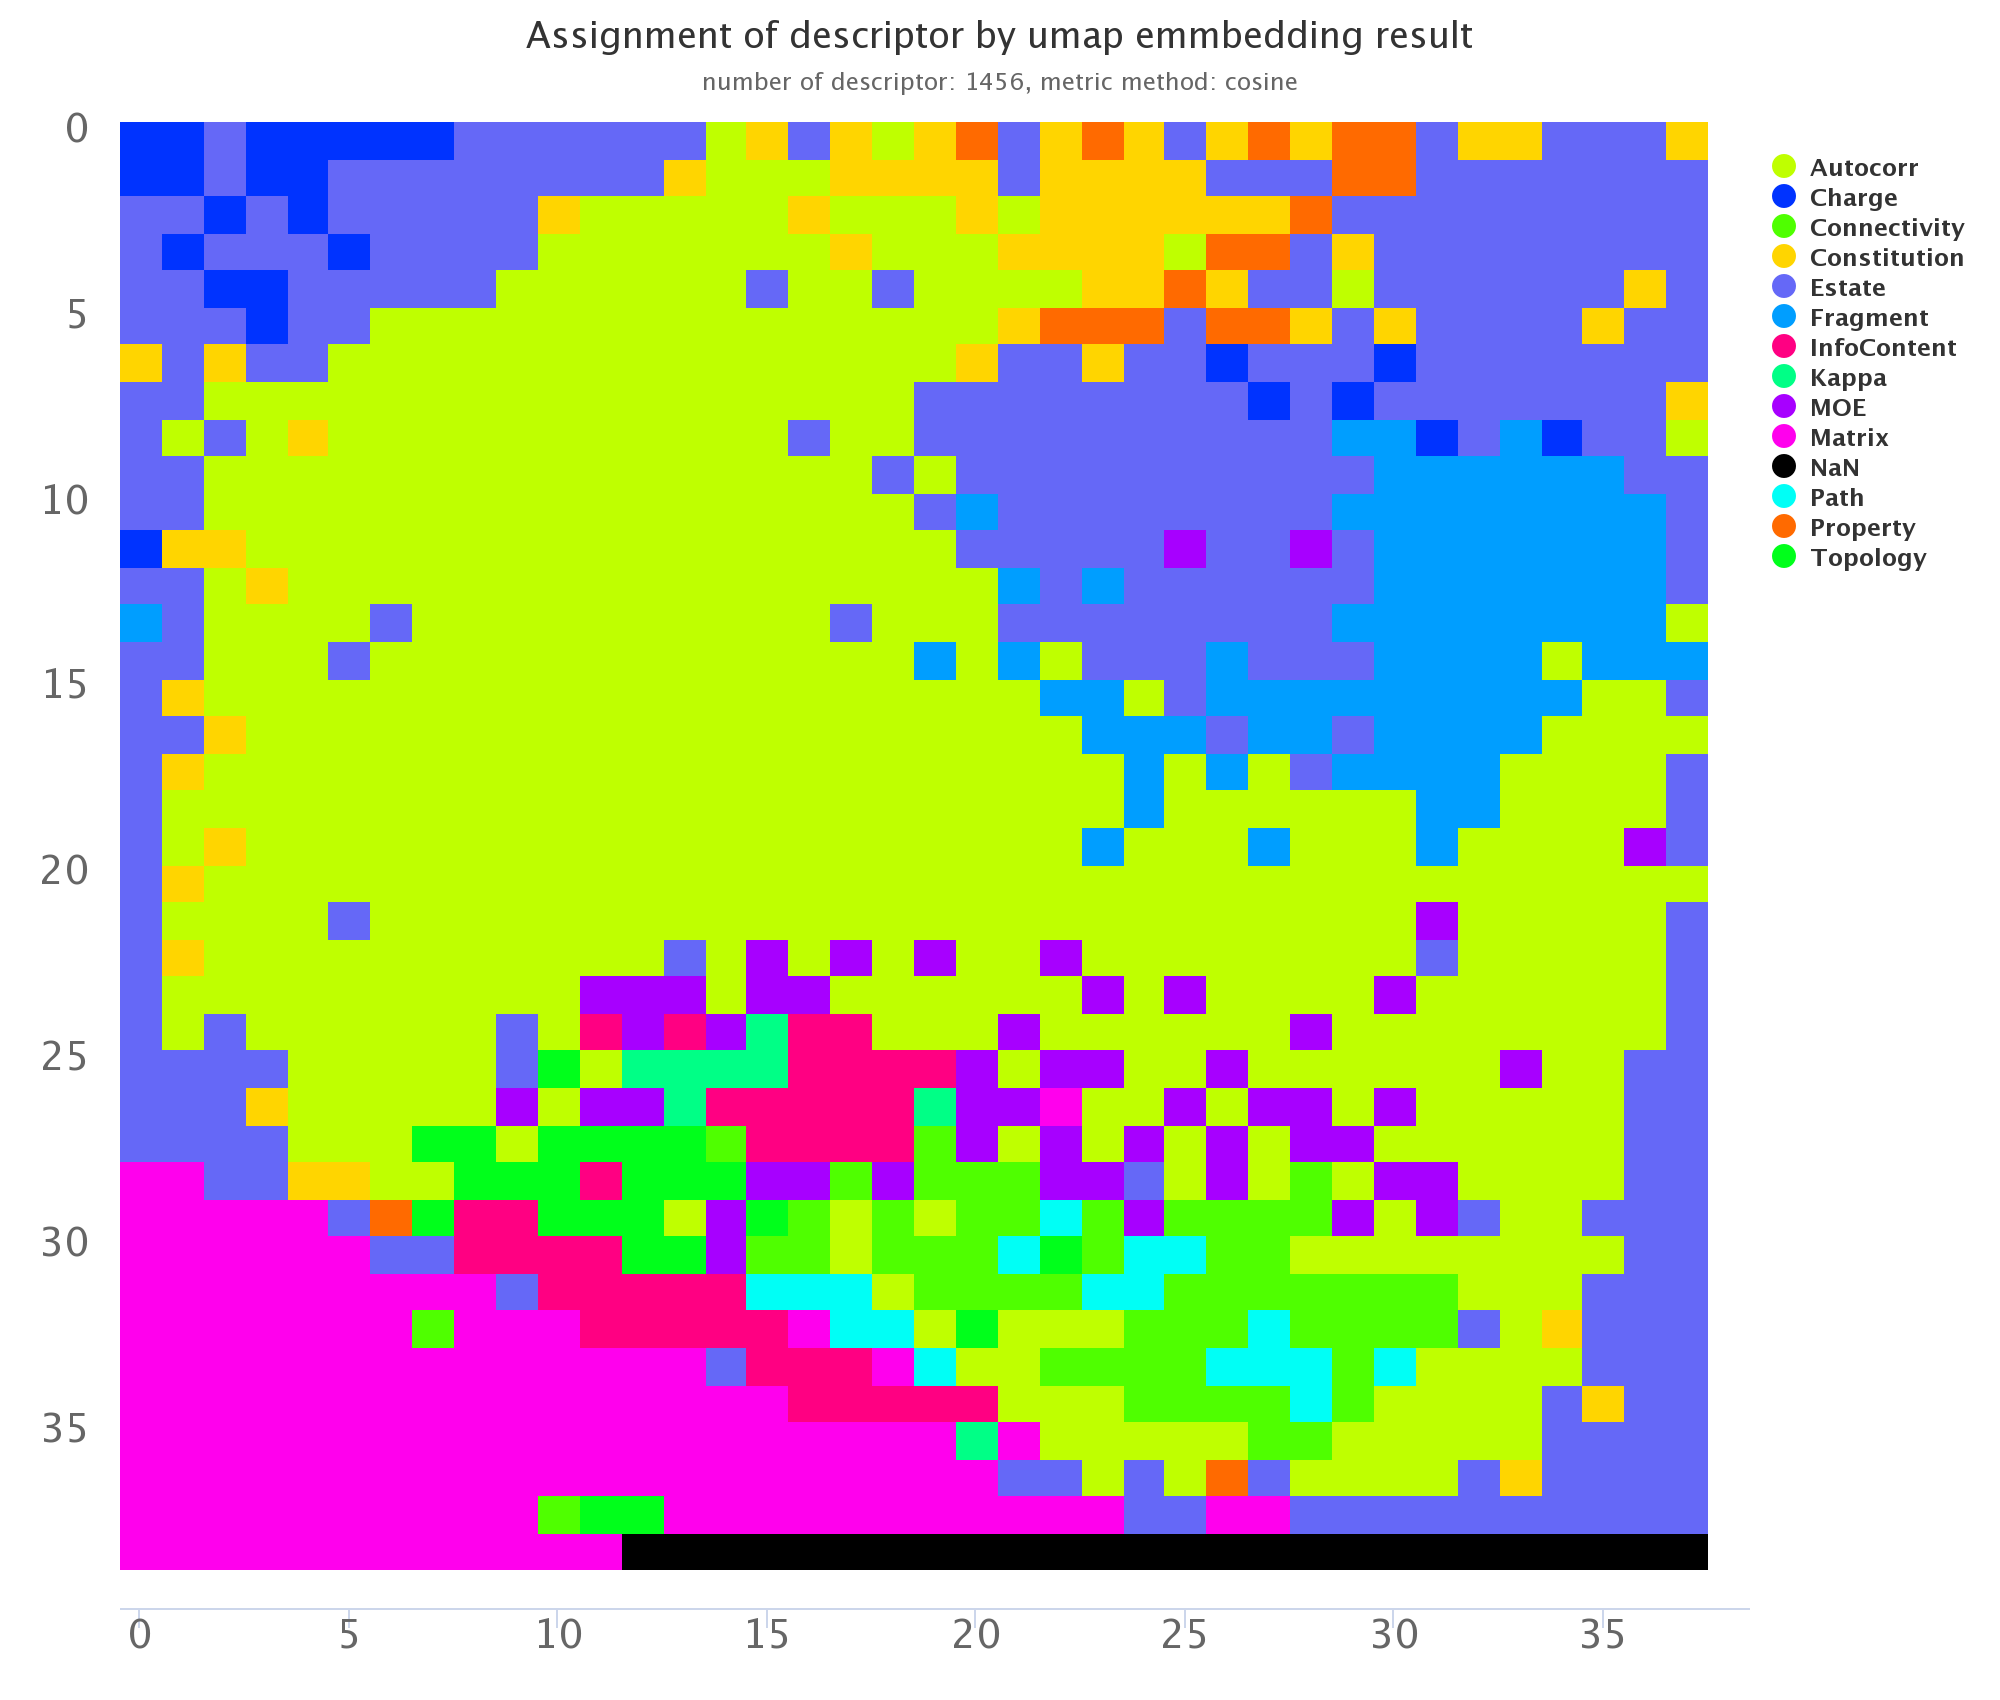 Assignment of descriptor by umap emmbedding result
number of descriptor: 1456, metric method: cosine
0
5
10
15
20
25
30
35
0 5 10 15 20 25 30 35
Autocorr
Charge
Connectivity
Constitution
Estate
Fragment
InfoContent
Kappa
MOE
Matrix
NaN
Path
Property
Topology